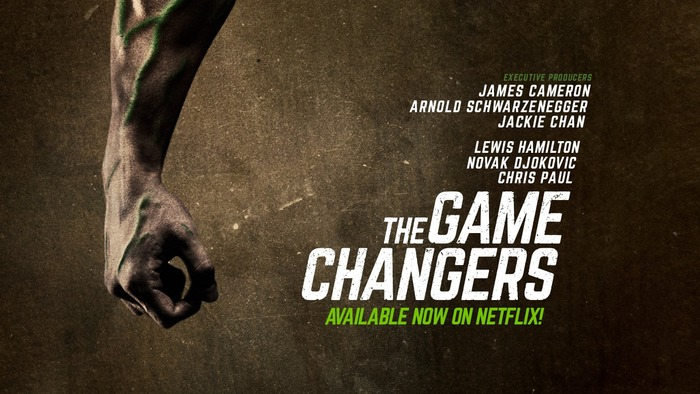 EXECUTIVE PRODUCERS
JAMES CAMERON
ARNOLD SCHWARZENEGGER
JACKIE CHAN
LEWIS HAMILTON
NOVAK DJOKOVIC
CHRIS PAUL
THE GAME
CHANGERS
AVAILABLE NOW ON NETFLIX!